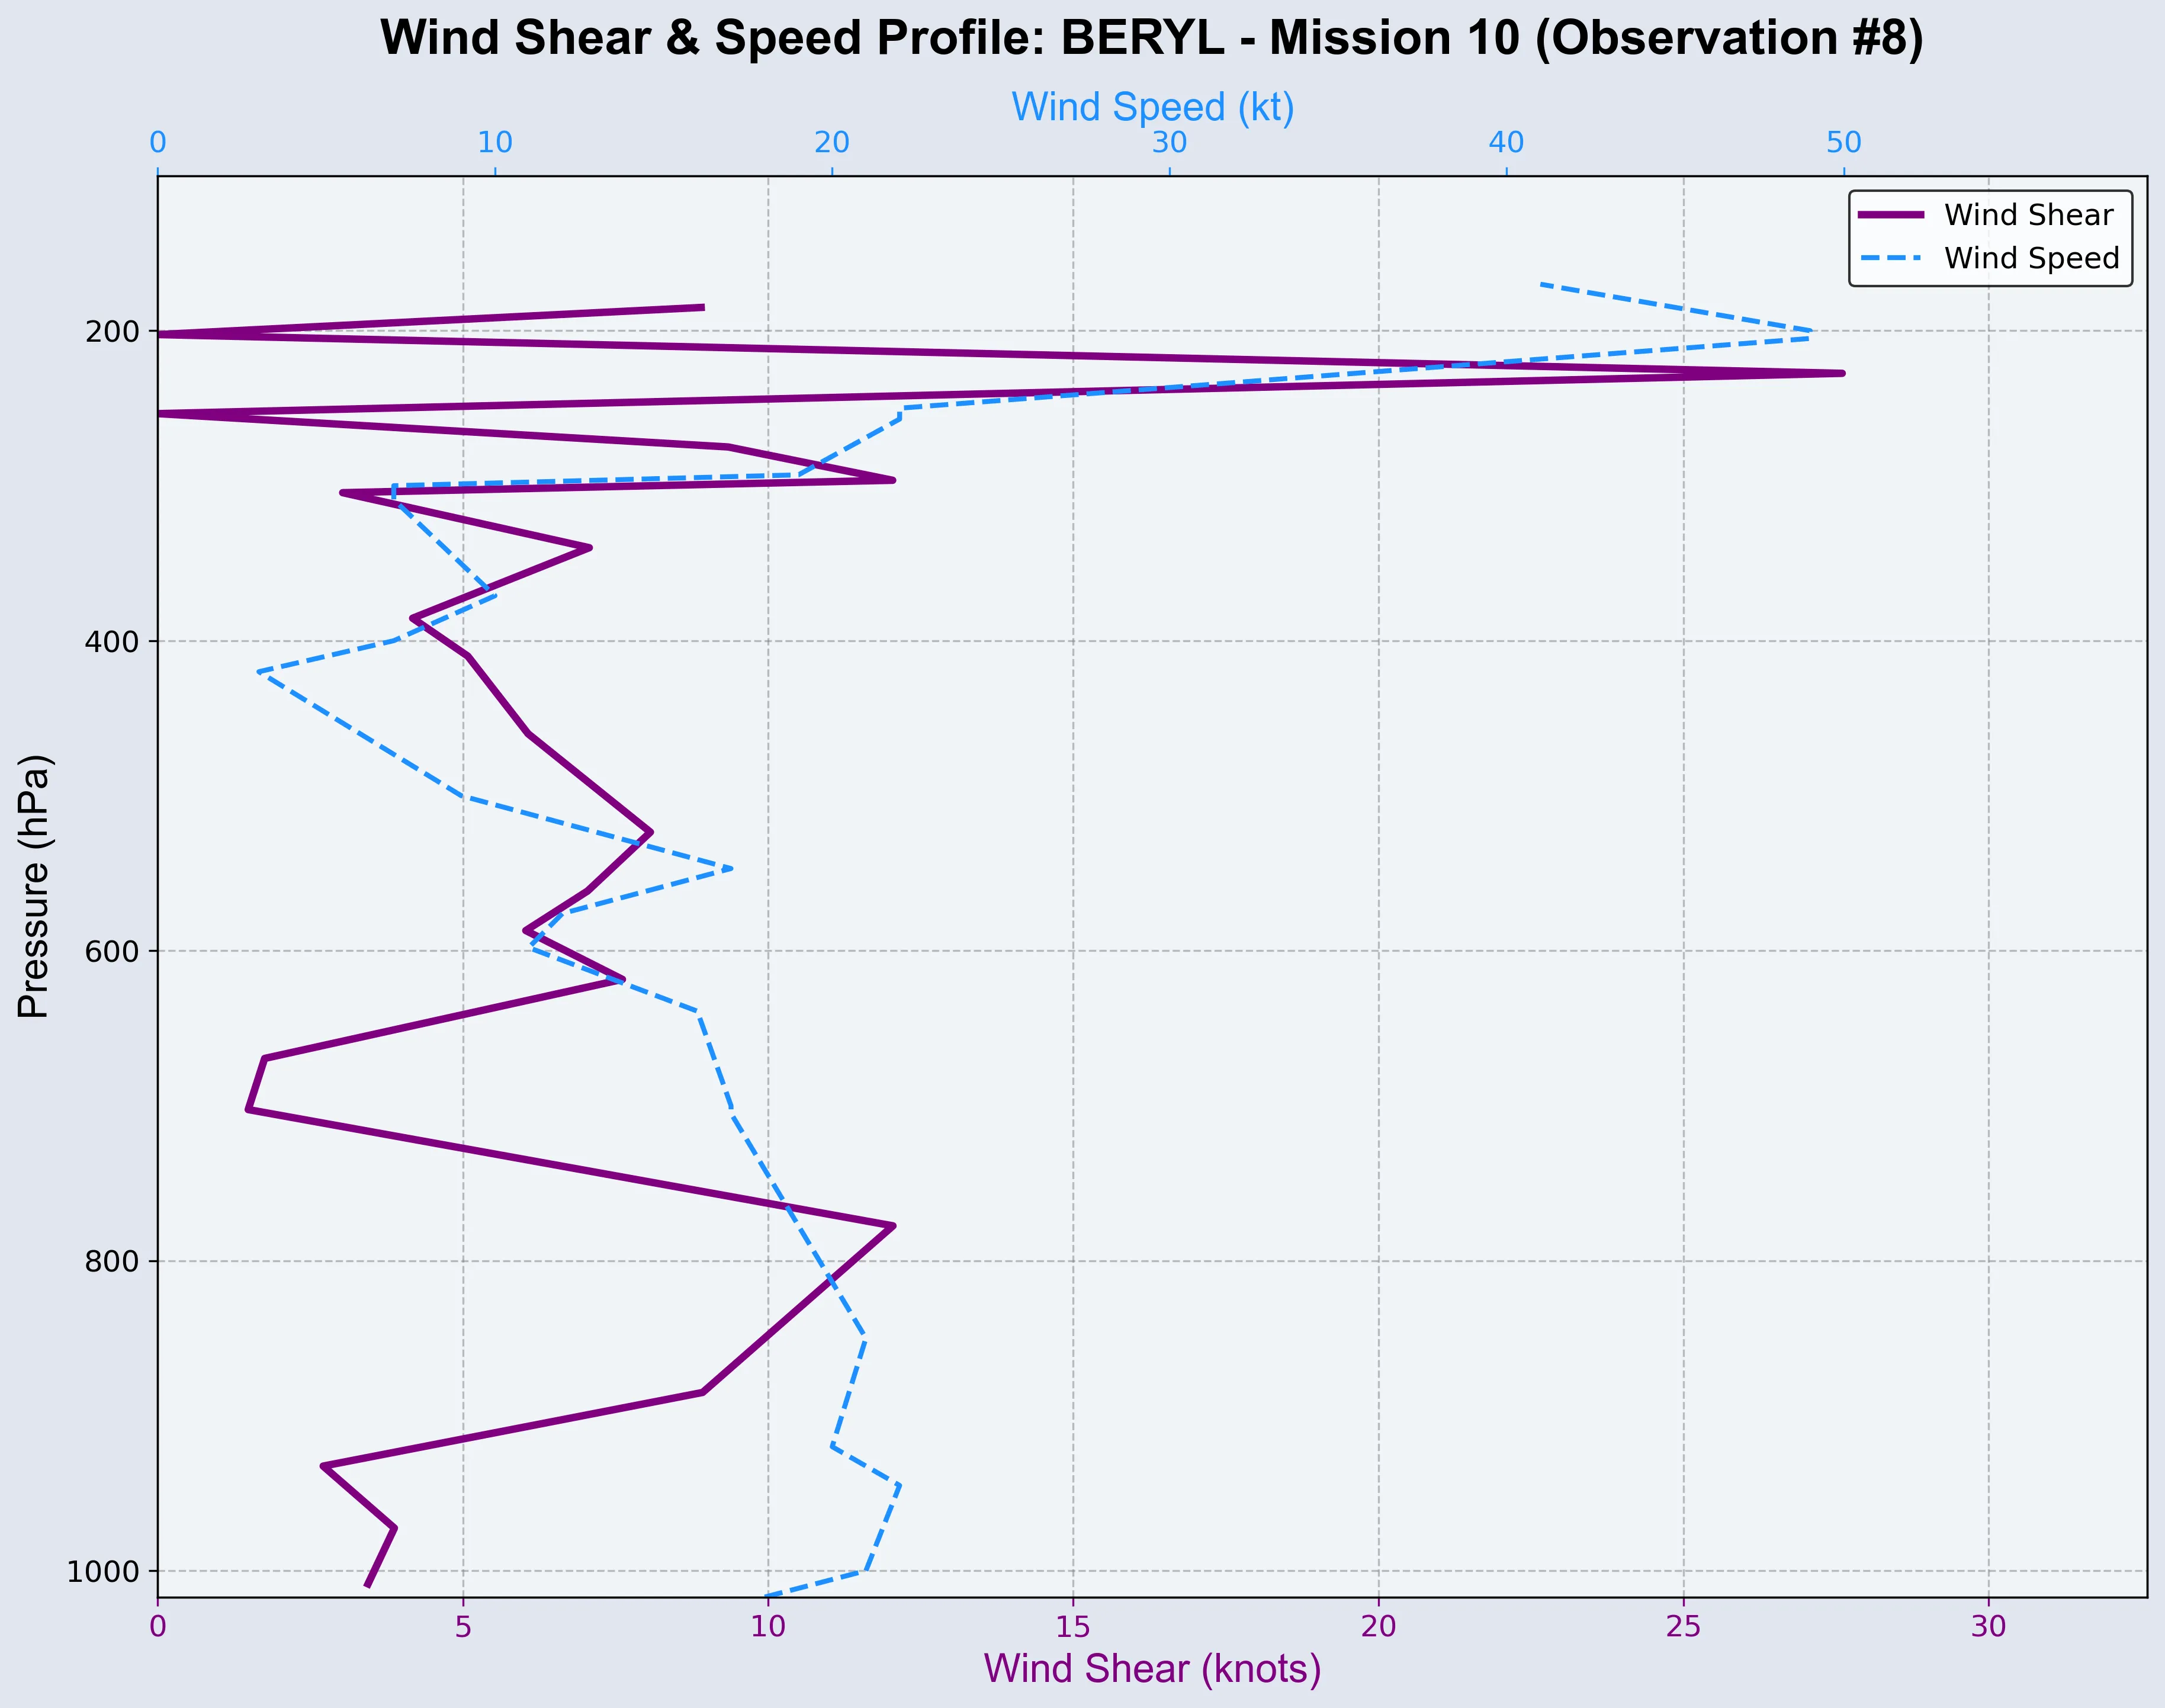 Wind Shear & Speed Profile: BERYL - Mission 10 (Observation #8)
Wind Speed (kt)
0 10 20 30 40 50
Wind Shear
Wind Speed
200
400
600
800
1000
Pressure (hPa)
0 5 10 15 20 25 30
Wind Shear (knots)